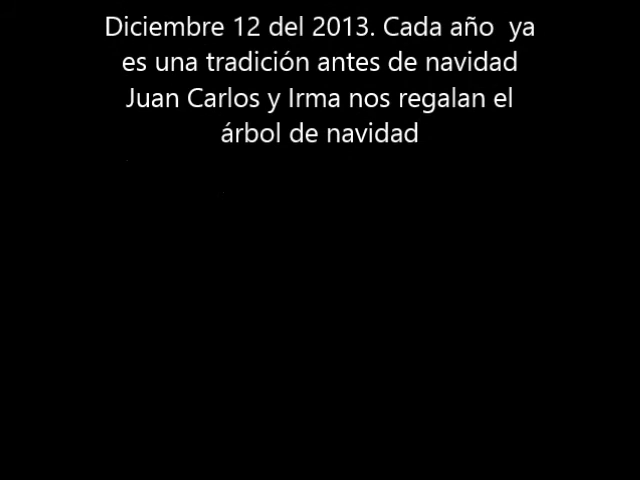 Diciembre 12 del 2013. Cada año  ya
es una tradición antes de navidad
Juan Carlos y Irma nos regalan el
árbol de navidad